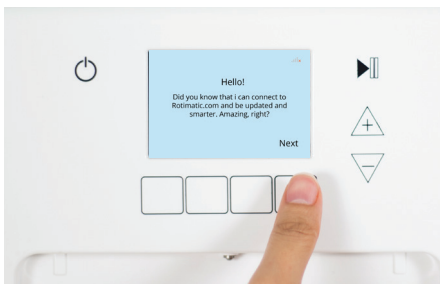 Hello!
Did you know that i can connect to
Rotimatic.com and be updated and
smarter. Amazing, right?
Next